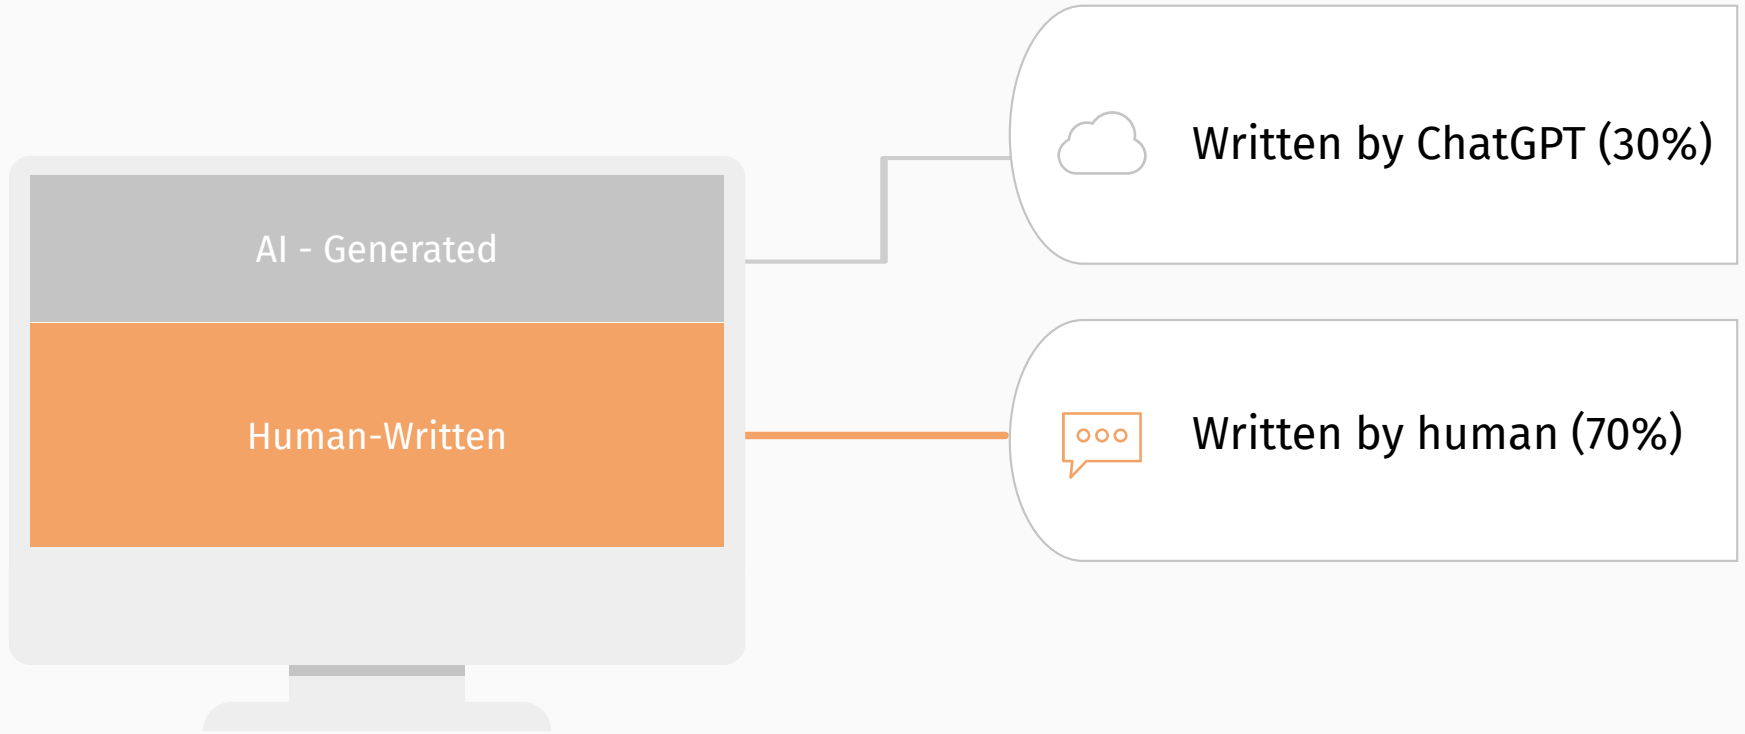 Written by ChatGPT (30%)
AI - Generated
Human-Written
Written by human (70%)